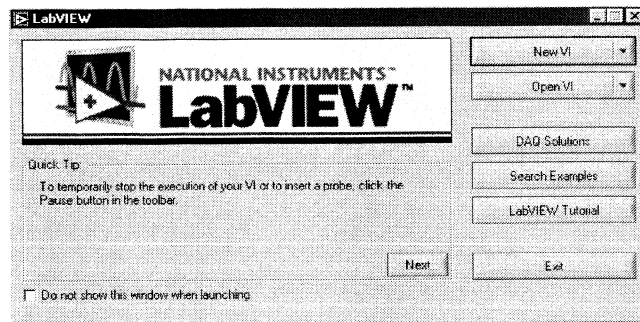 LabVIEW
NATIONAL INSTRUMENTS™
LabVIEW™
New VI
Open VI
DAQ Solutions
Search Examples
LabVIEW Tutorial
Exit
Quick Tip:
To temporarily stop the execution of your VI or to insert a probe, click the
Pause button in the toolbar.
Next
Do not show this window when launching